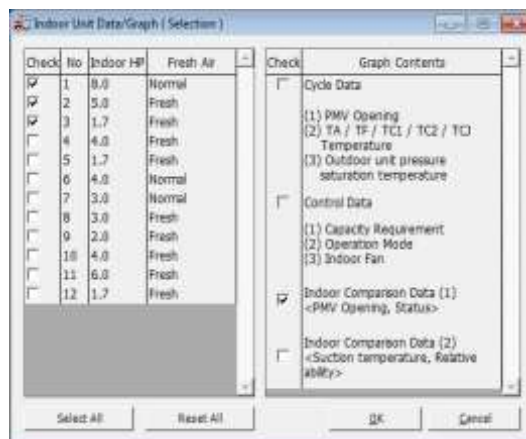 Indoor Unit Data/Graph ( Selection )
Check No Indoor HP Fresh Air
1 8.0 Normal
2 5.0 Fresh
3 1.7 Fresh
4 4.0 Fresh
5 1.7 Fresh
6 4.0 Normal
7 3.0 Normal
8 3.0 Fresh
9 2.0 Fresh
10 4.0 Fresh
11 6.0 Fresh
12 1.7 Fresh
Select All
Reset All
Check Graph Contents
Cycle Data
(1) PMV Opening
(2) TA / TF / TC1 / TC2 / TCJ
Temperature
(3) Outdoor unit pressure
saturation temperature
Control Data
(1) Capacity Requirement
(2) Operation Mode
(3) Indoor Fan
Indoor Comparison Data (1)
<PMV Opening, Status>
Indoor Comparison Data (2)
<Suction temperature, Relative
ability>
OK
Cancel